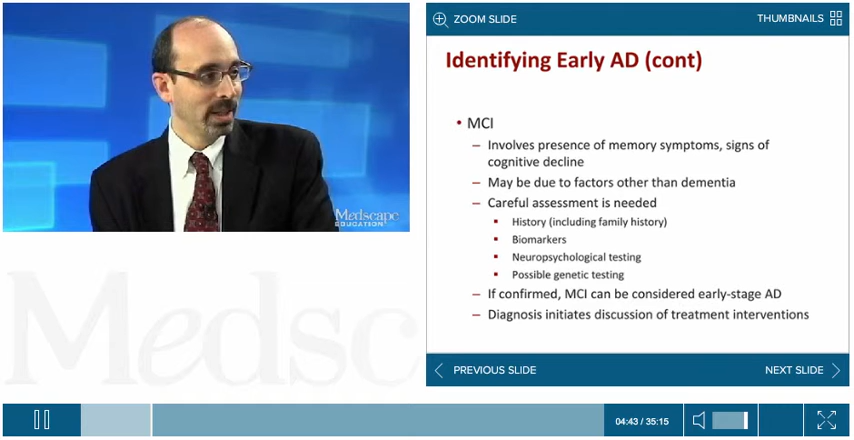 ZOOM SLIDE
THUMBNAILS
Identifying Early AD (cont)
• MCI
– Involves presence of memory symptoms, signs of
cognitive decline
– May be due to factors other than dementia
– Careful assessment is needed
▪ History (including family history)
▪ Biomarkers
▪ Neuropsychological testing
▪ Possible genetic testing
– If confirmed, MCI can be considered early-stage AD
– Diagnosis initiates discussion of treatment interventions
Medscape
EDUCATION
PREVIOUS SLIDE
NEXT SLIDE
Medsc
04:43 / 35:15